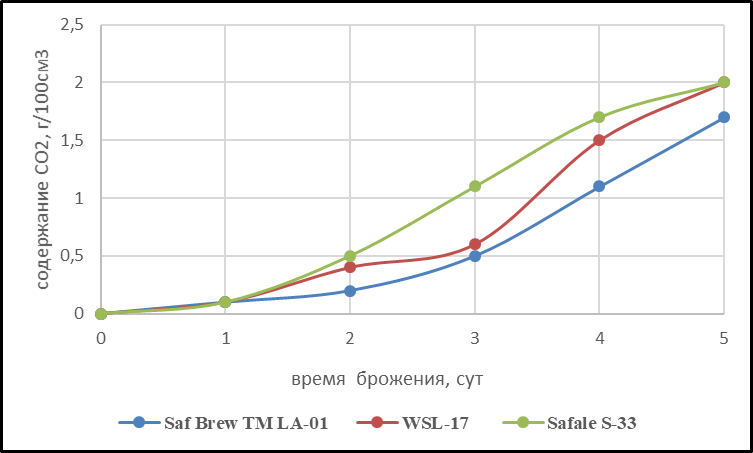 содержание СО2, г/100см3
2,5
2
1,5
1
0,5
0
0 1 2 3 4 5
время брожения, сут
Saf Brew TM LA-01 WSL-17 Safale S-33